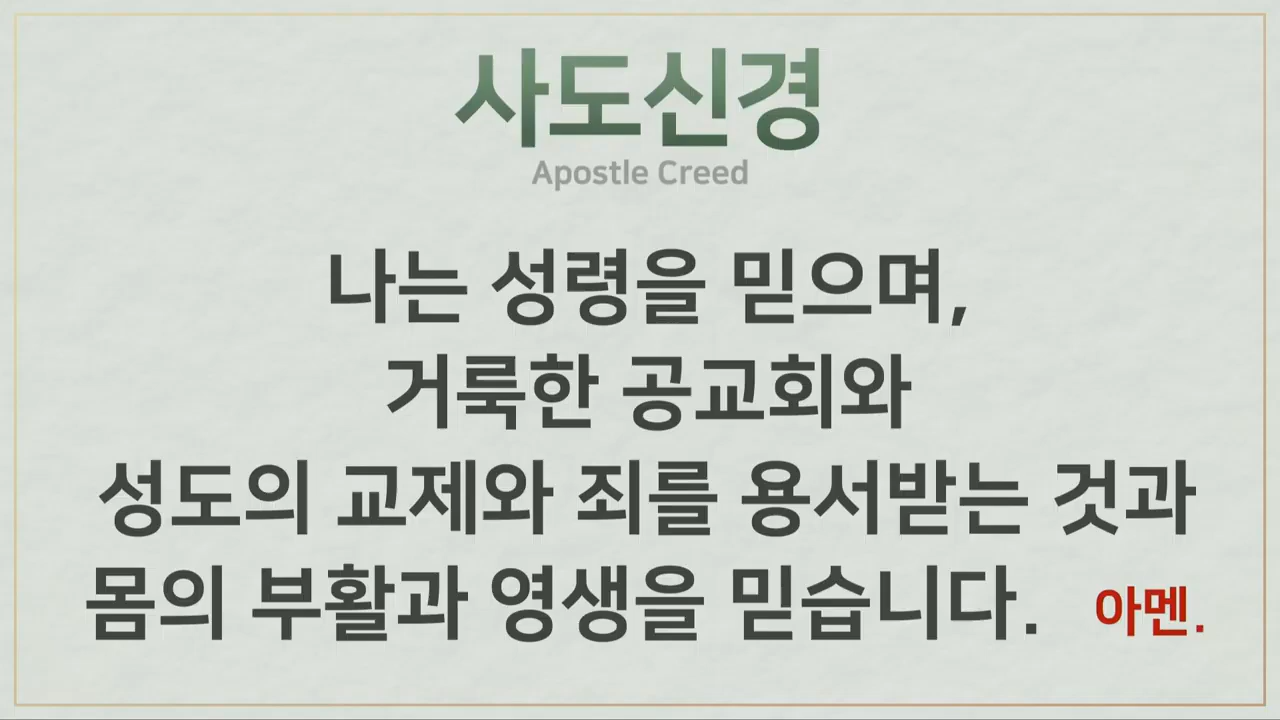 사도신경
Apostle Creed
나는 성령을 믿으며,
거룩한 공교회와
성도의 교제와 죄를 용서받는 것과
몸의 부활과 영생을 믿습니다. 아멘.